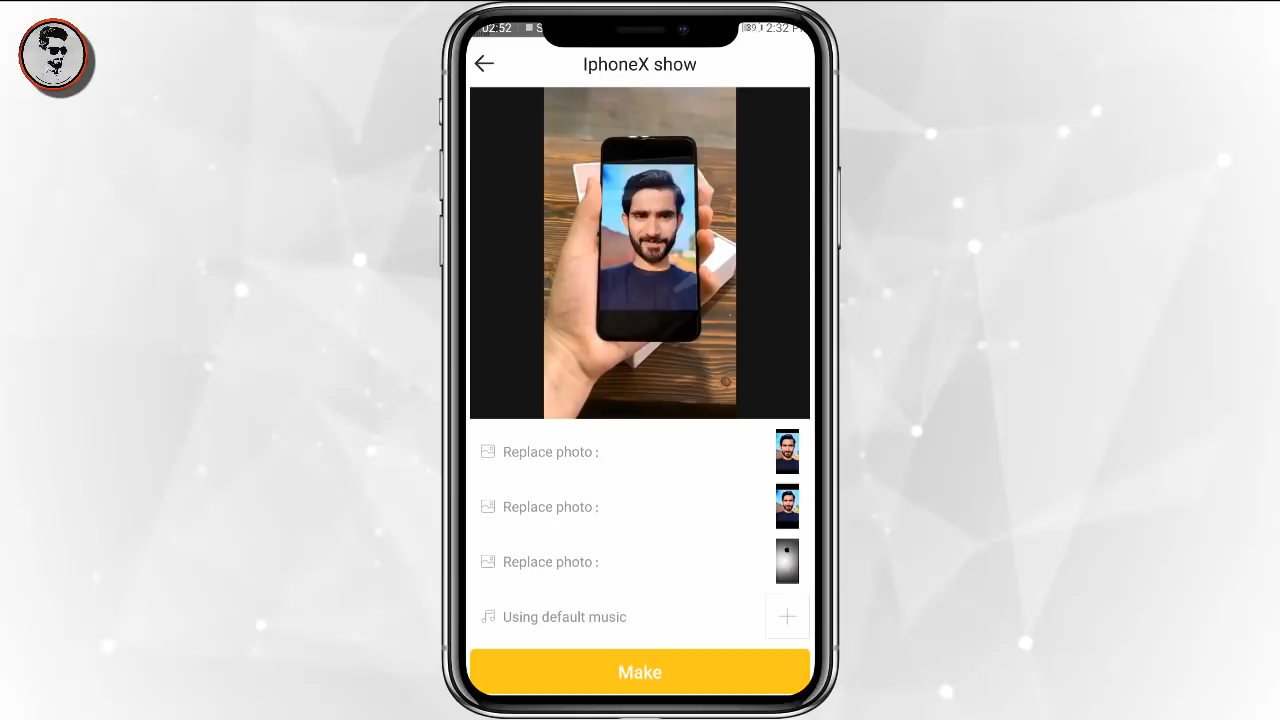 02:52
2:32
IphoneX show
Replace photo :
Replace photo :
Replace photo :
Using default music
Make